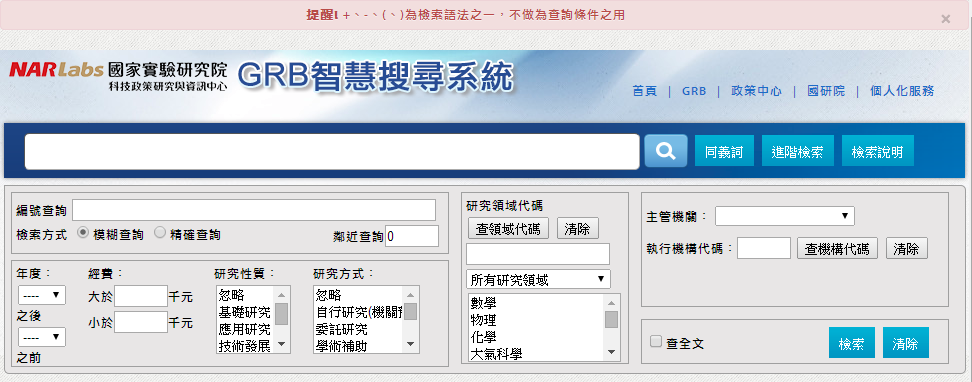 提醒! +、-、(、)為檢索語法之一，不做為查詢條件之用
×
NARLabs 國家實驗研究院
科技政策研究與資訊中心
GRB智慧搜尋系統
首頁 | GRB | 政策中心 | 國研院 | 個人化服務
同義詞 進階檢索 檢索說明
編號查詢
檢索方式 模糊查詢 精確查詢 鄰近查詢 0
年度：
----
之後
----
之前
經費：
大於 千元
小於 千元
研究性質：
忽略
基礎研究
應用研究
技術發展
研究方式：
忽略
自行研究(機關預
委託研究
學術補助
研究領域代碼
查領域代碼 清除
所有研究領域
數學
物理
化學
大氣科學
主管機關：
執行機構代碼： 查機構代碼 清除
查全文 檢索 清除